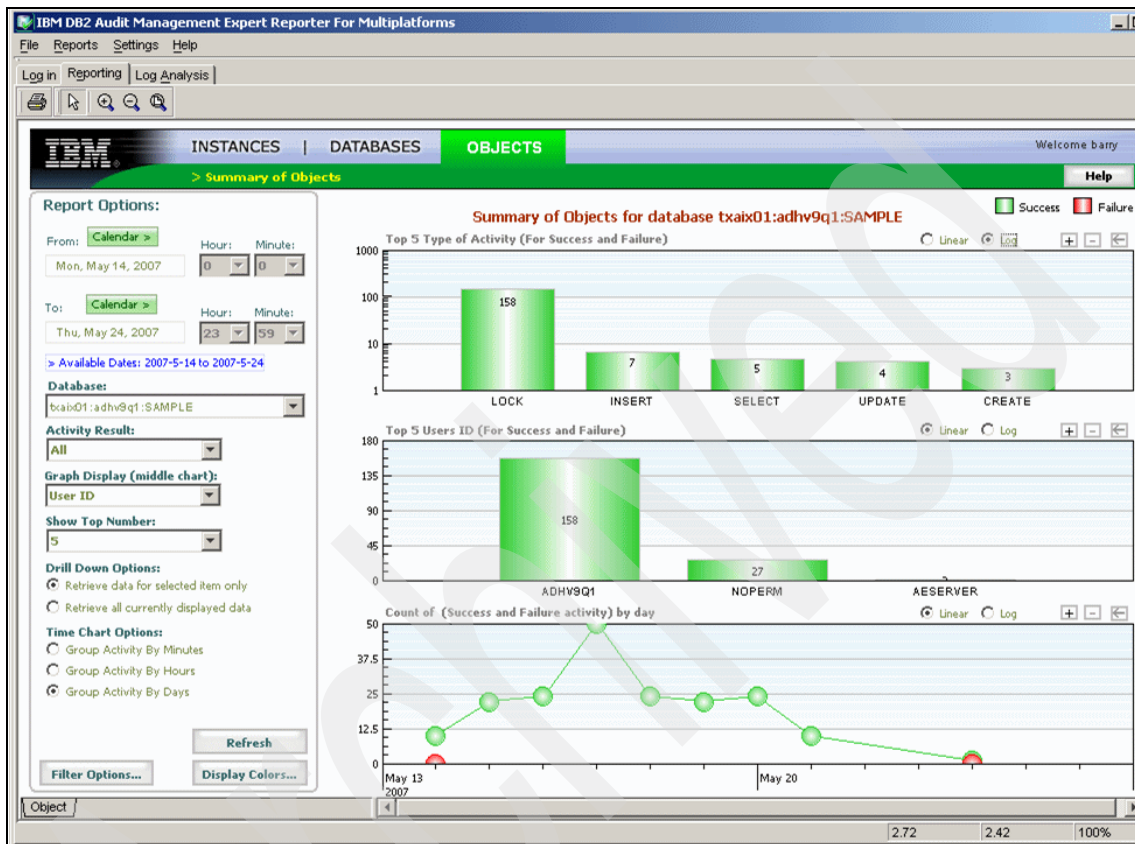 IBM DB2 Audit Management Expert Reporter For Multiplatforms
File Reports Settings Help
Log in Reporting Log Analysis
IBM. INSTANCES | DATABASES OBJECTS Welcome barry
> Summary of Objects Help
Report Options:
From: Calendar > Hour: Minute:
Mon, May 14, 2007 0 0
To: Calendar > Hour: Minute:
Thu, May 24, 2007 23 59
> Available Dates: 2007-5-14 to 2007-5-24
Database:
txaix01:adhv9q1:SAMPLE
Activity Result:
All
Graph Display (middle chart):
User ID
Show Top Number:
5
Drill Down Options:
Retrieve data for selected item only
Retrieve all currently displayed data
Time Chart Options:
Group Activity By Minutes
Group Activity By Hours
Group Activity By Days
Refresh
Filter Options... Display Colors...
Object
Success Failure
Summary of Objects for database txaix01:adhv9q1:SAMPLE
Top 5 Type of Activity (For Success and Failure) Linear Log
1000
100
10
1
158 7 5 4 3
LOCK INSERT SELECT UPDATE CREATE
Top 5 Users ID (For Success and Failure) Linear Log
180
135
90
45
0
158 27
ADHV9Q1 NOPERM AESERVER
Count of (Success and Failure activity) by day Linear Log
50
37.5
25
12.5
0
May 13 May 20
2007
2.72 2.42 100%